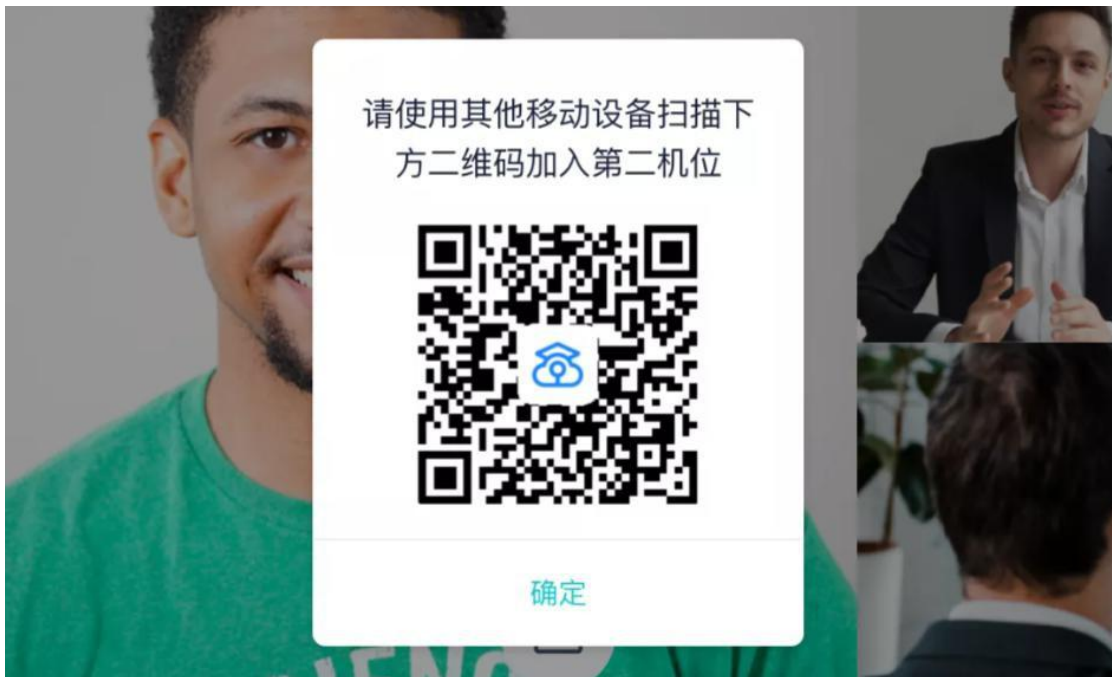 请使用其他移动设备扫描下
方二维码加入第二机位
确定